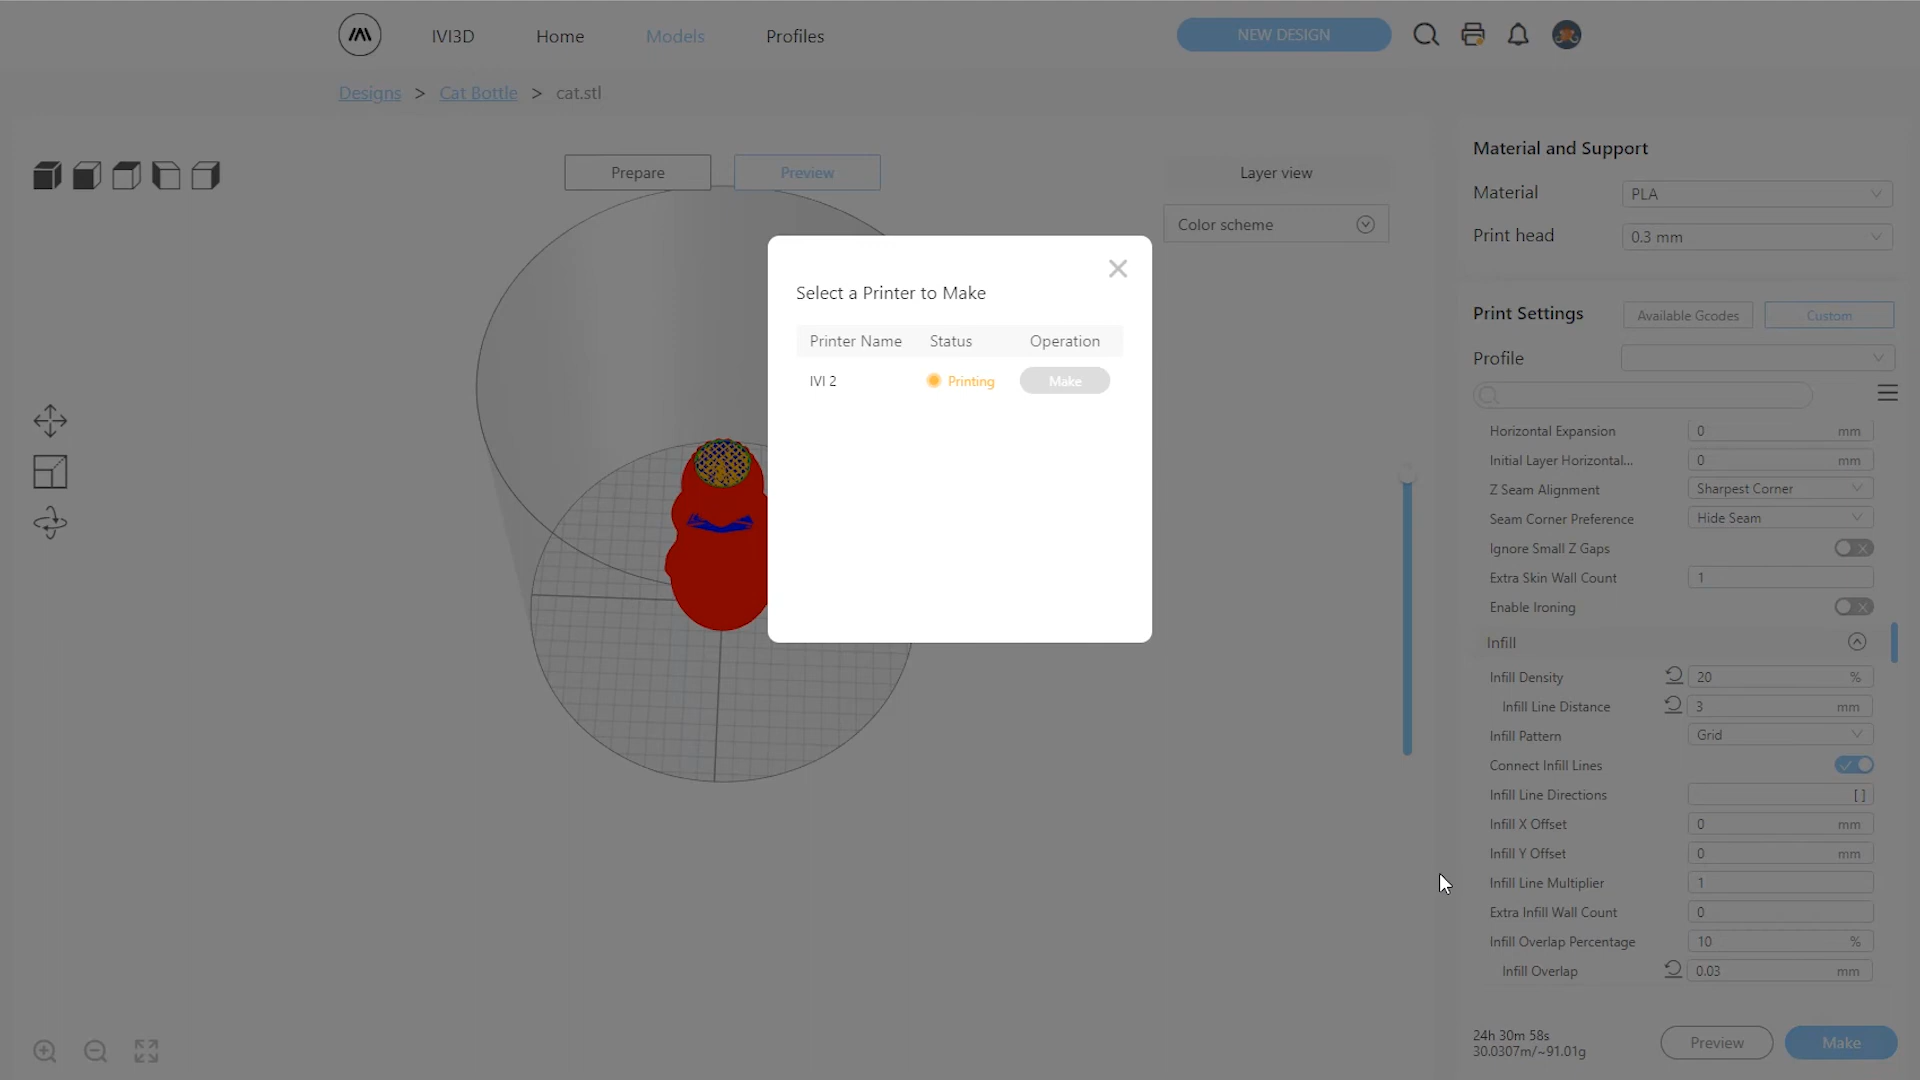 IVI3D Home Models Profiles NEW DESIGN
Designs > Cat Bottle > cat.stl
Prepare Preview Layer view
Color scheme
Select a Printer to Make
Printer Name Status Operation
IVI 2 Printing Make
Material and Support
Material PLA
Print head 0.3 mm
Print Settings Available Gcodes Custom
Profile
Horizontal Expansion 0 mm
Initial Layer Horizontal... 0 mm
Z Seam Alignment Sharpest Corner
Seam Corner Preference Hide Seam
Ignore Small Z Gaps
Extra Skin Wall Count 1
Enable Ironing
Infill
Infill Density 20 %
Infill Line Distance 3 mm
Infill Pattern Grid
Connect Infill Lines
Infill Line Directions [ ]
Infill X Offset 0 mm
Infill Y Offset 0 mm
Infill Line Multiplier 1
Extra Infill Wall Count 0
Infill Overlap Percentage 10 %
Infill Overlap 0.03 mm
24h 30m 58s
30.0307m/~91.01g
Preview Make